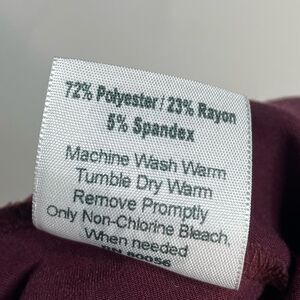 72% Polyester / 23% Rayon
5% Spandex
Machine Wash Warm
Tumble Dry Warm
Remove Promptly
Only Non-Chlorine Bleach,
When needed